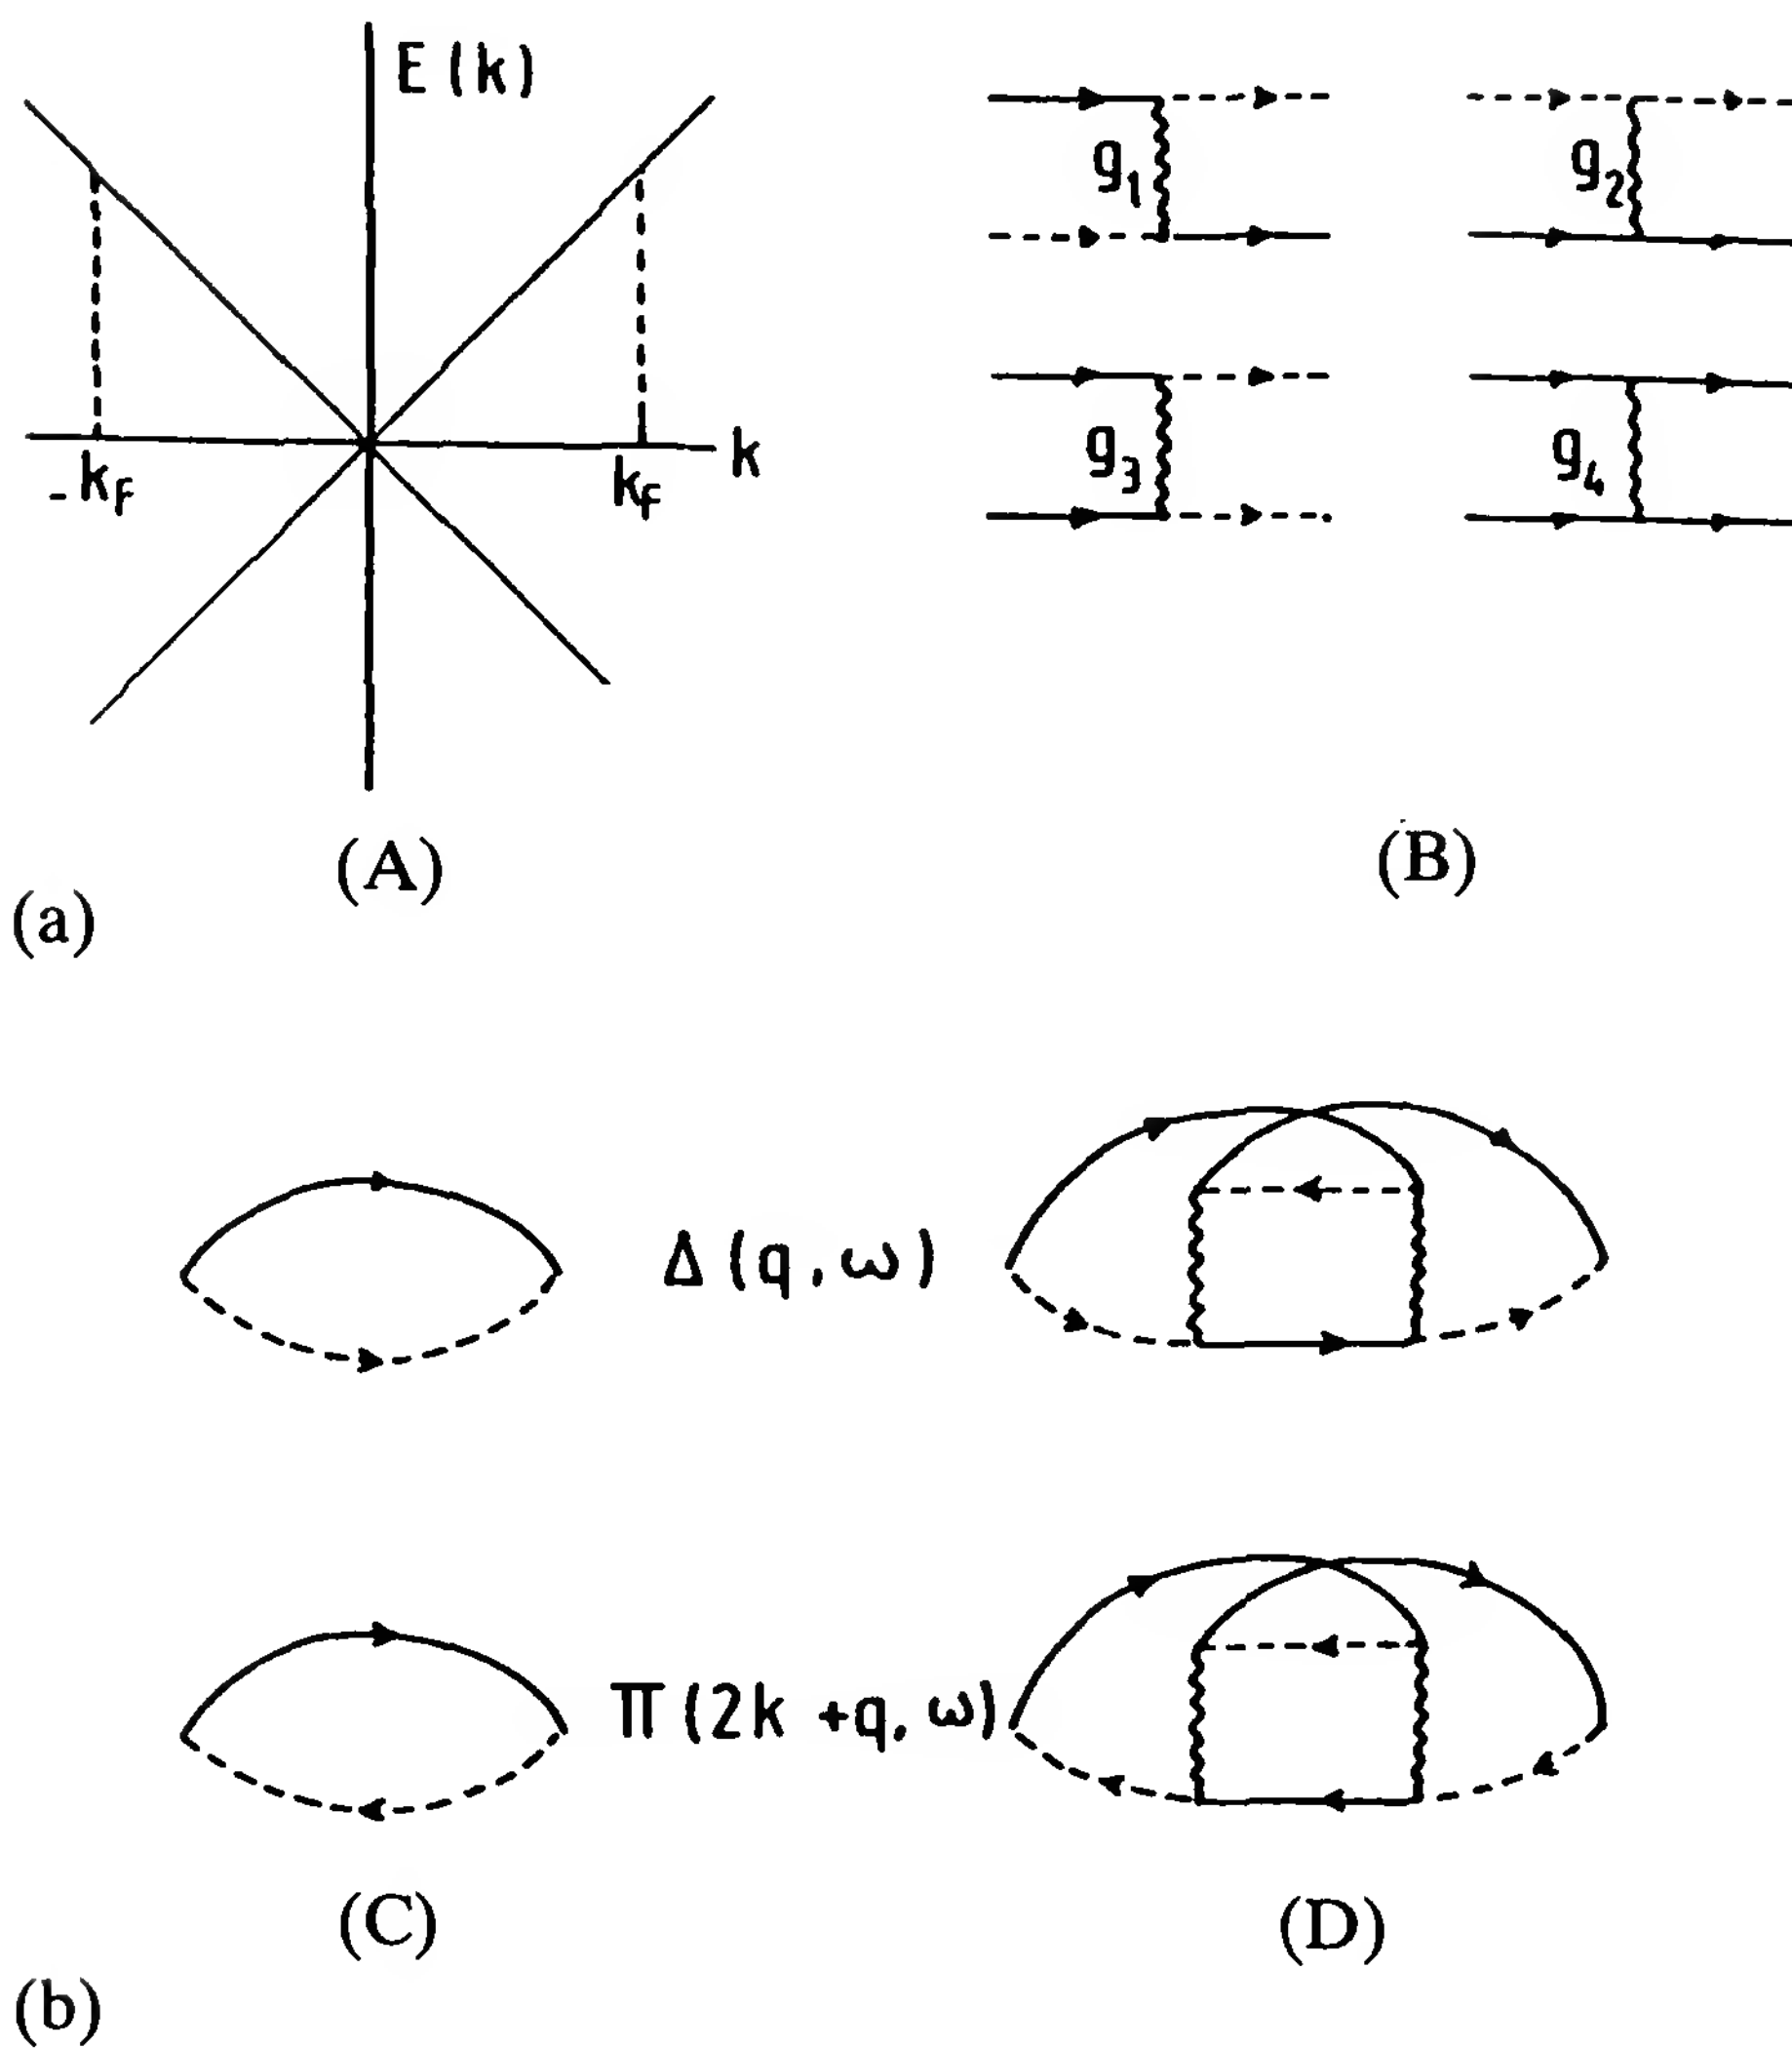 E(k)
-kF
kF
k
g1
g2
g3
g4
(A)
(B)
(a)
Δ(q,ω)
Π(2k+q,ω)
(C)
(D)
(b)